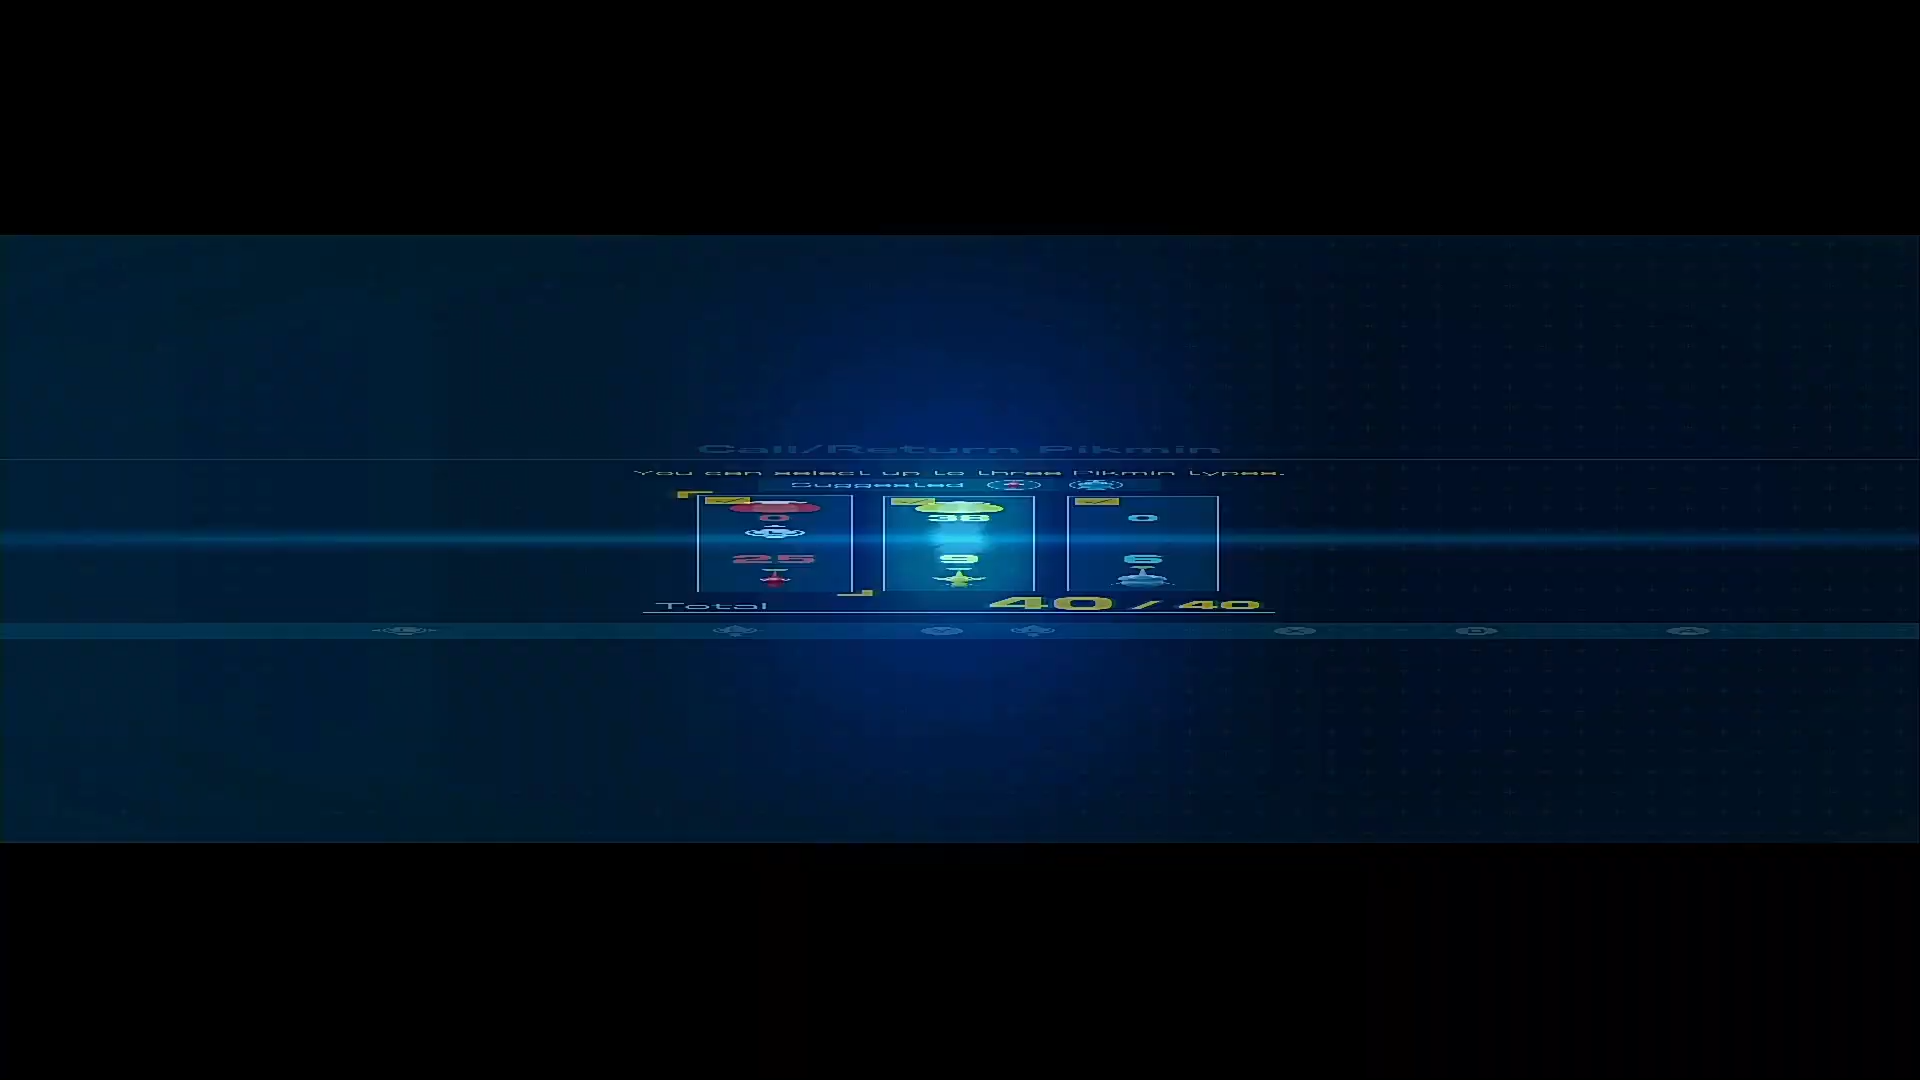 Call/Return Pikmin
You can select up to three Pikmin types.
Suggested
0 38 0
25 9 6
Total 40 / 40